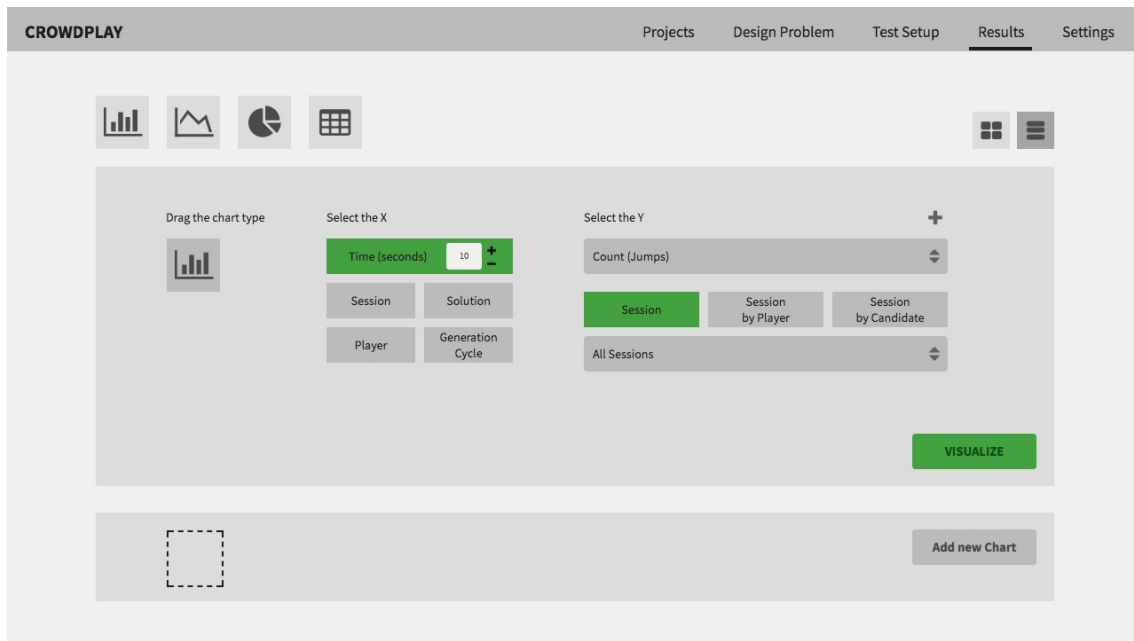 CROWDPLAY
Projects
Design Problem
Test Setup
Results
Settings
Drag the chart type
Select the X
Select the Y
Time (seconds)
10
Count (Jumps)
Session
Solution
Session
Session
by Player
Session
by Candidate
Player
Generation
Cycle
All Sessions
VISUALIZE
Add new Chart